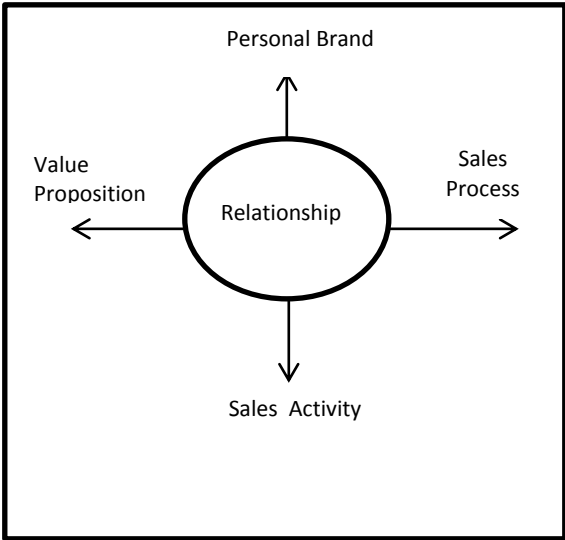 Personal Brand
Value
Proposition
Sales
Process
Relationship
Sales Activity